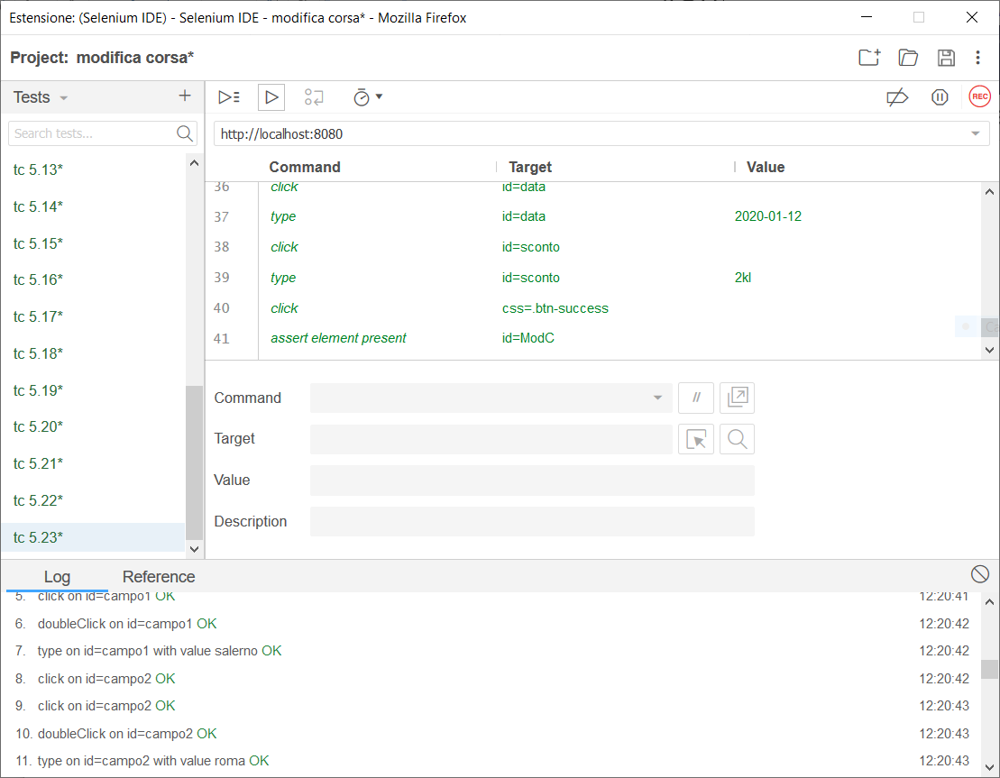 Estensione: (Selenium IDE) - Selenium IDE - modifica corsa* - Mozilla Firefox
Project: modifica corsa*
Tests
REC
Search tests...
http://localhost:8080
Command Target Value
36 click id=data
37 type id=data 2020-01-12
38 click id=sconto
39 type id=sconto 2kl
40 click css=.btn-success
41 assert element present id=ModC
tc 5.13*
tc 5.14*
tc 5.15*
tc 5.16*
tc 5.17*
tc 5.18*
tc 5.19*
tc 5.20*
tc 5.21*
tc 5.22*
tc 5.23*
Command
//
Target
Value
Description
Log Reference
5. click on id=campo1 OK 12:20:41
6. doubleClick on id=campo1 OK 12:20:42
7. type on id=campo1 with value salerno OK 12:20:42
8. click on id=campo2 OK 12:20:42
9. click on id=campo2 OK 12:20:43
10. doubleClick on id=campo2 OK 12:20:43
11. type on id=campo2 with value roma OK 12:20:43